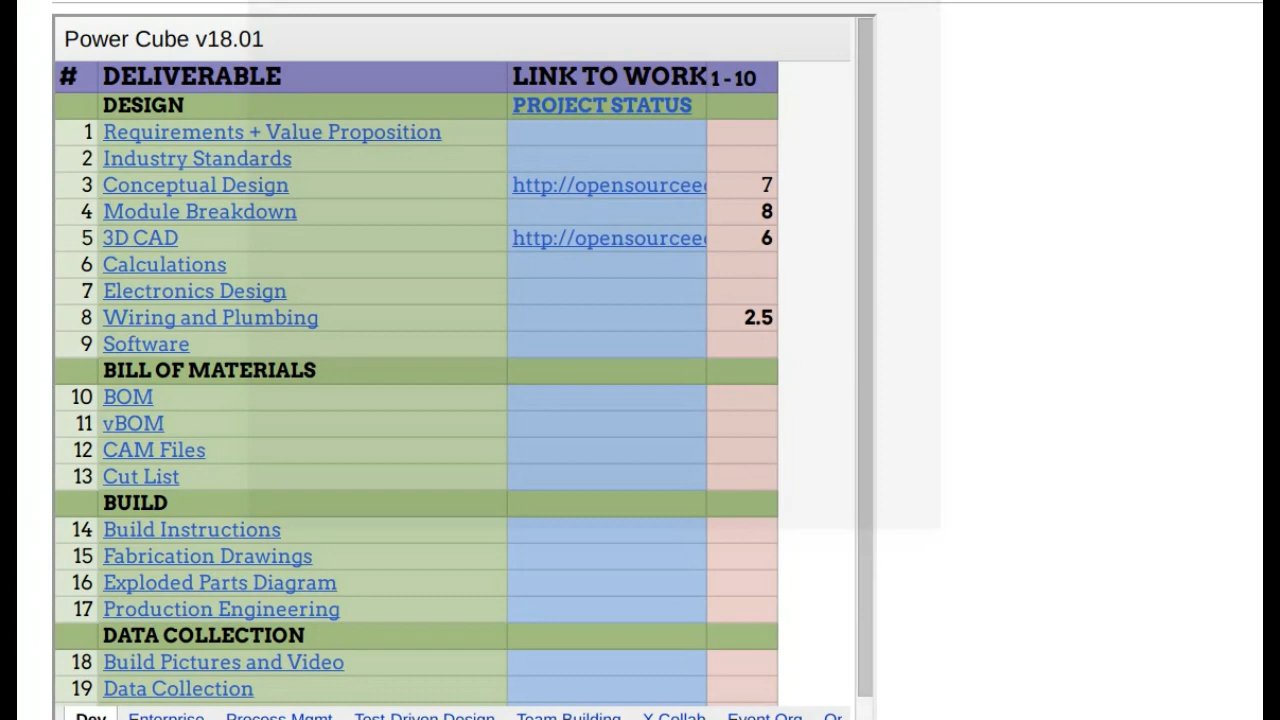 Power Cube v18.01
# DELIVERABLE LINK TO WORK 1 - 10
DESIGN PROJECT STATUS
1 Requirements + Value Proposition
2 Industry Standards
3 Conceptual Design http://opensourcee 7
4 Module Breakdown 8
5 3D CAD http://opensourcee 6
6 Calculations
7 Electronics Design
8 Wiring and Plumbing 2.5
9 Software
BILL OF MATERIALS
10 BOM
11 vBOM
12 CAM Files
13 Cut List
BUILD
14 Build Instructions
15 Fabrication Drawings
16 Exploded Parts Diagram
17 Production Engineering
DATA COLLECTION
18 Build Pictures and Video
19 Data Collection
Dev Enterprise Process Mgmt Test-Driven Design Team Building X Collab Event Org Or